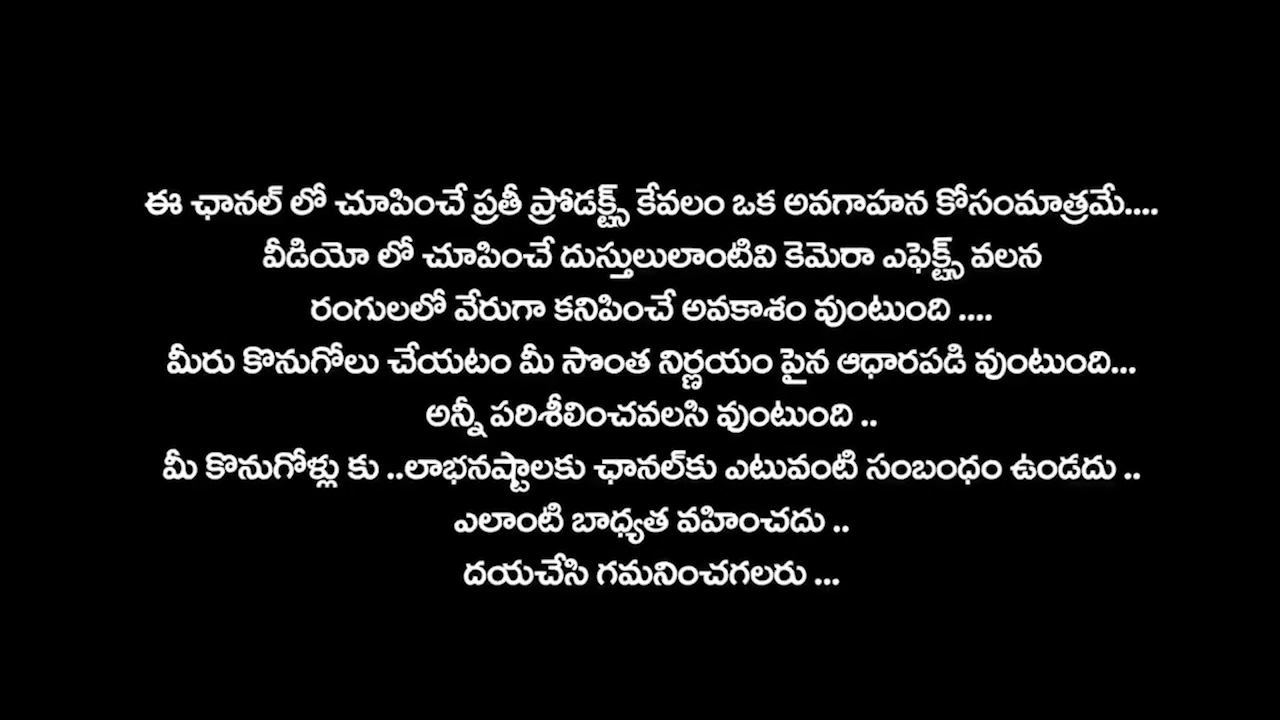 ఈ ఛానల్ లో చూపించే ప్రతీ ప్రోడక్ట్స్ కేవలం ఒక అవగాహన కోసంమాత్రమే....
వీడియో లో చూపించే దుస్తులులాంటివి కెమెరా ఎఫెక్ట్స్ వలన
రంగులలో వేరుగా కనిపించే అవకాశం వుంటుంది ....
మీరు కొనుగోలు చేయటం మీ సొంత నిర్ణయం పైన ఆధారపడి వుంటుంది...
అన్నీ పరిశీలించవలసి వుంటుంది ..
మీ కొనుగోళ్లు కు ..లాభనష్టాలకు ఛానల్‌కు ఎటువంటి సంబంధం ఉండదు ..
ఎలాంటి బాధ్యత వహించదు ..
దయచేసి గమనించగలరు ...